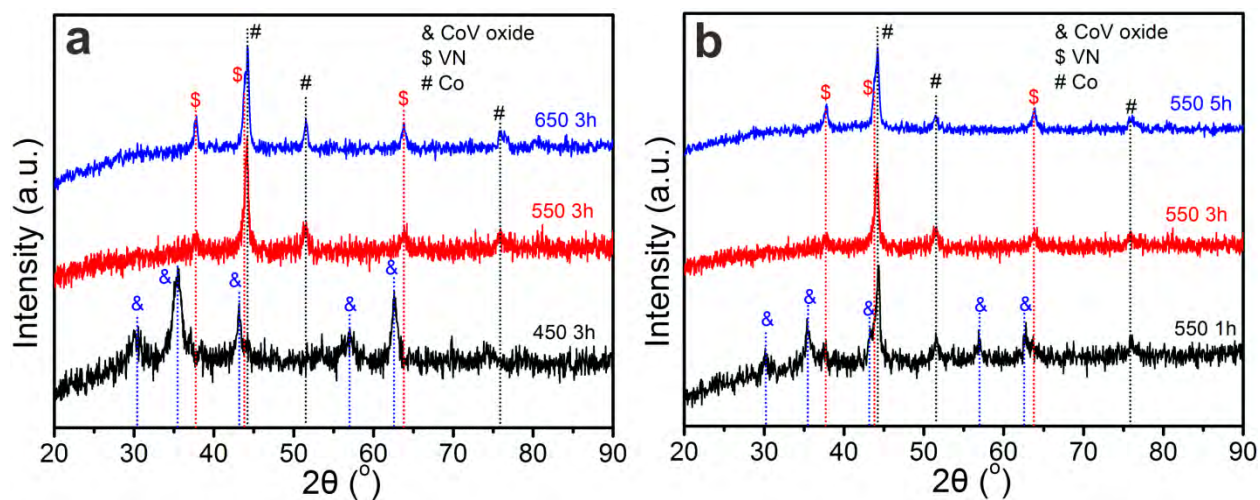 a
& CoV oxide
$ VN
# Co
#
$
$
#
$
#
650 3h
550 3h
&
&
&
&
&
450 3h
Intensity (a.u.)
20 30 40 50 60 70 80 90
2θ (°)
b
& CoV oxide
$ VN
# Co
#
$
$
#
$
#
550 5h
550 3h
&
&
&
&
&
550 1h
Intensity (a.u.)
20 30 40 50 60 70 80 90
2θ (°)